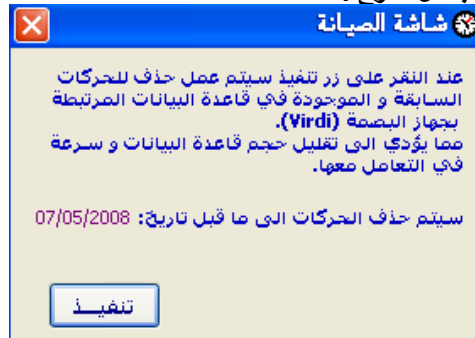 شاشة الصيانة
عند النقر على زر تنفيذ سيتم عمل حذف للحركات
السابقة و الموجودة في قاعدة البيانات المرتبطة
بجهاز البصمة (Virdi).
مما يؤدي الى تقليل حجم قاعدة البيانات و سرعة
في التعامل معها.
سيتم حذف الحركات الى ما قبل تاريخ: 07/05/2008
تنفيــذ